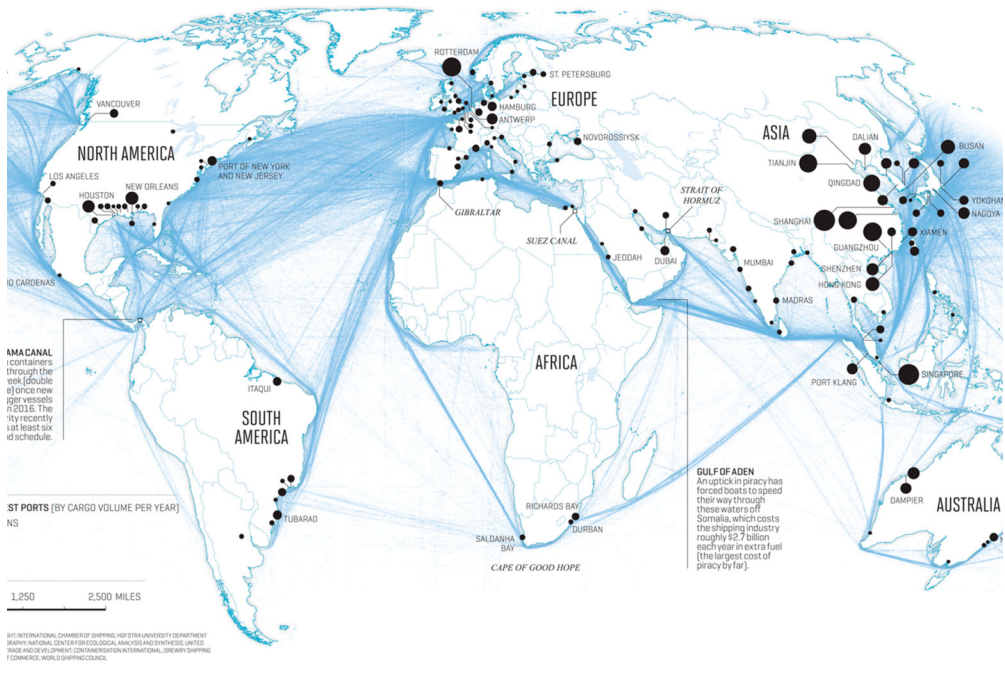 ROTTERDAM
ST. PETERSBURG
HAMBURG
ANTWERP
EUROPE
NOVOROSSIYSK
VANCOUVER
NORTH AMERICA
PORT OF NEW YORK
AND NEW JERSEY
LOS ANGELES
NEW ORLEANS
HOUSTON
GIBRALTAR
SUEZ CANAL
STRAIT OF
HORMUZ
ASIA
DALIAN
BUSAN
TIANJIN
QINGDAO
YOKOHAM
NAGOYA
SHANGHAI
XIAMEN
GUANGZHOU
SHENZHEN
HONG KONG
JEDDAH
DUBAI
MUMBAI
MADRAS
O CARDENAS
AMA CANAL
containers
through the
eek (double
e) once new
gger vessels
n 2016. The
rity recently
s at least six
nd schedule.
AFRICA
PORT KLANG
SINGAPORE
ITAQUI
SOUTH
AMERICA
TUBARAO
GULF OF ADEN
An uptick in piracy has
forced boats to speed
their way through
these waters off
Somalia, which costs
the shipping industry
roughly $2.7 billion
each year in extra fuel
(the largest cost of
piracy by far).
DAMPIER
AUSTRALIA
N
RICHARDS BAY
DURBAN
SALDANHA
BAY
CAPE OF GOOD HOPE
EST PORTS (BY CARGO VOLUME PER YEAR)
NS
1,250 2,500 MILES
GHT; INTERNATIONAL CHAMBER OF SHIPPING; HOFSTRA UNIVERSITY DEPARTMENT
GRAPHY; NATIONAL CENTER FOR ECOLOGICAL ANALYSIS AND SYNTHESIS; UNITED
TRADE AND DEVELOPMENT; CONTAINERISATION INTERNATIONAL; DREWRY SHIPPING
F COMMERCE; WORLD SHIPPING COUNCIL